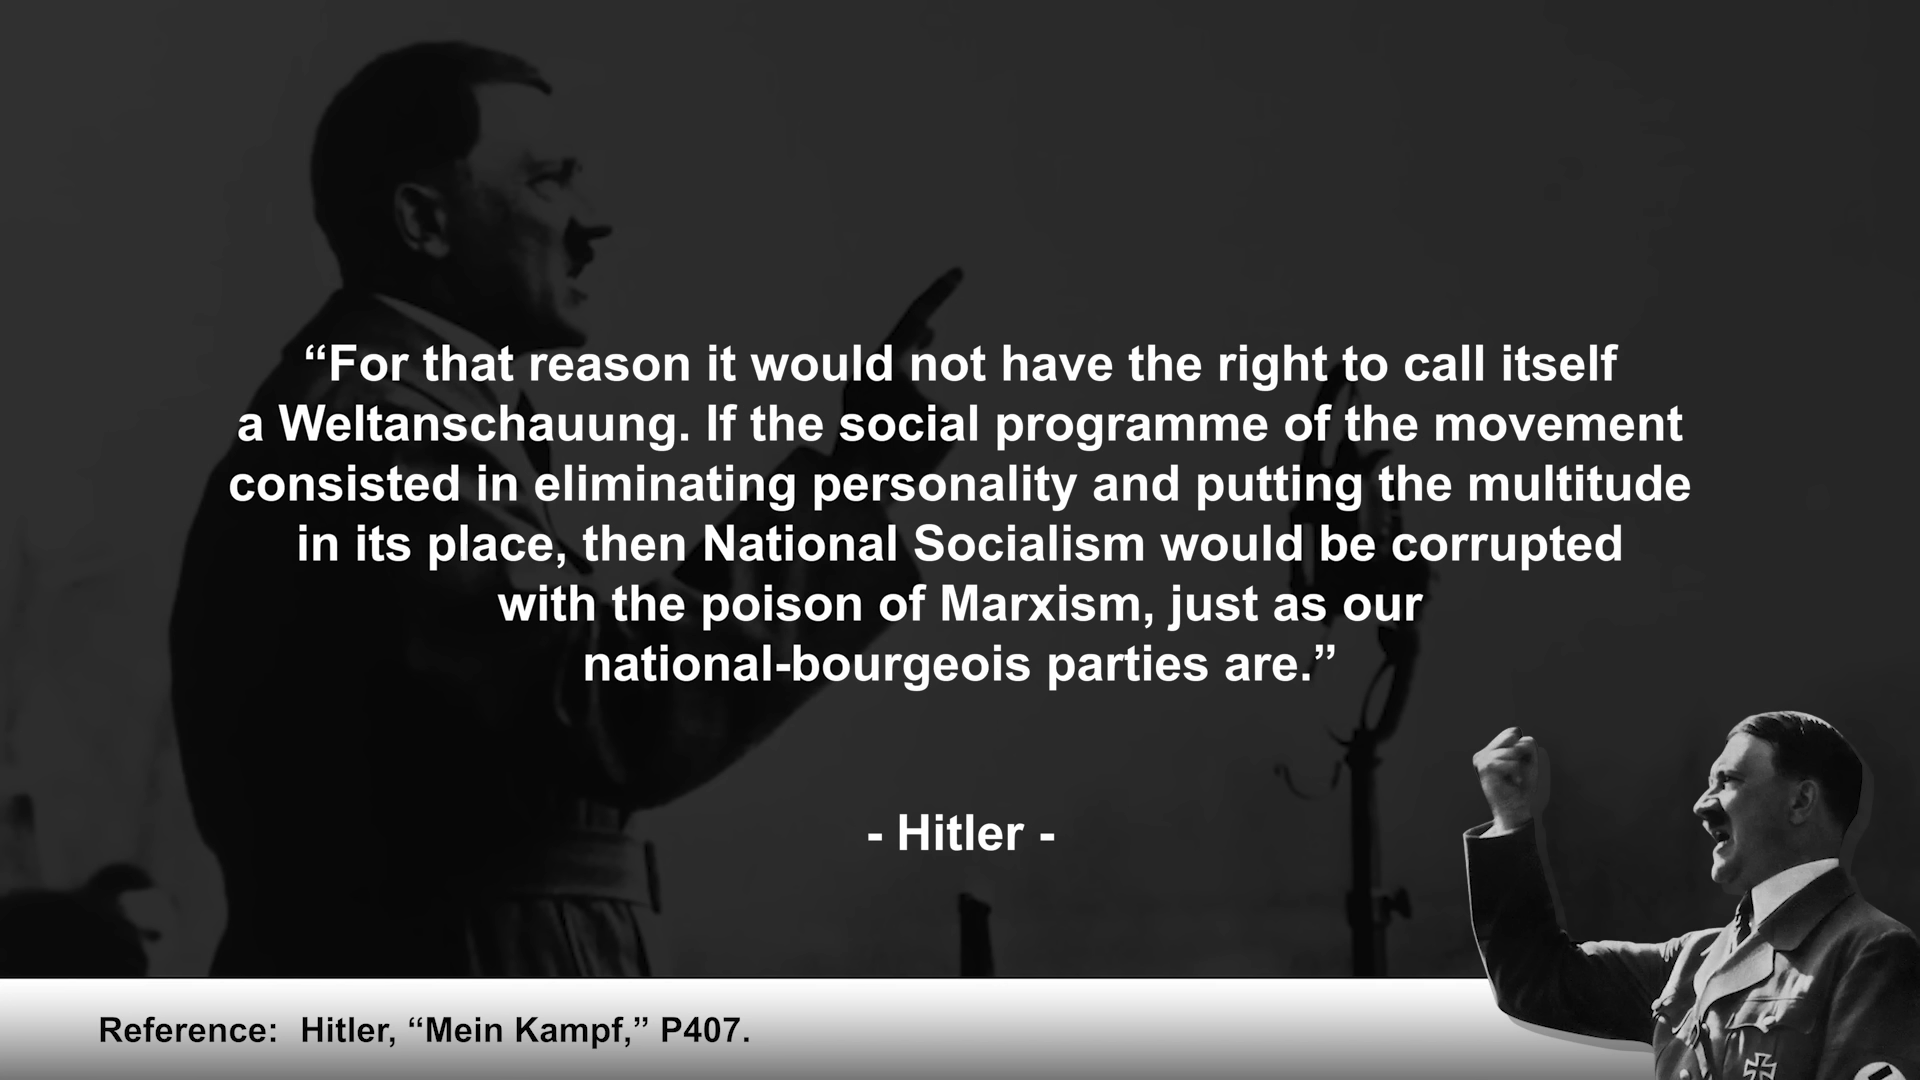 “For that reason it would not have the right to call itself
a Weltanschauung. If the social programme of the movement
consisted in eliminating personality and putting the multitude
in its place, then National Socialism would be corrupted
with the poison of Marxism, just as our
national-bourgeois parties are.”
- Hitler -
Reference:  Hitler, “Mein Kampf,” P407.